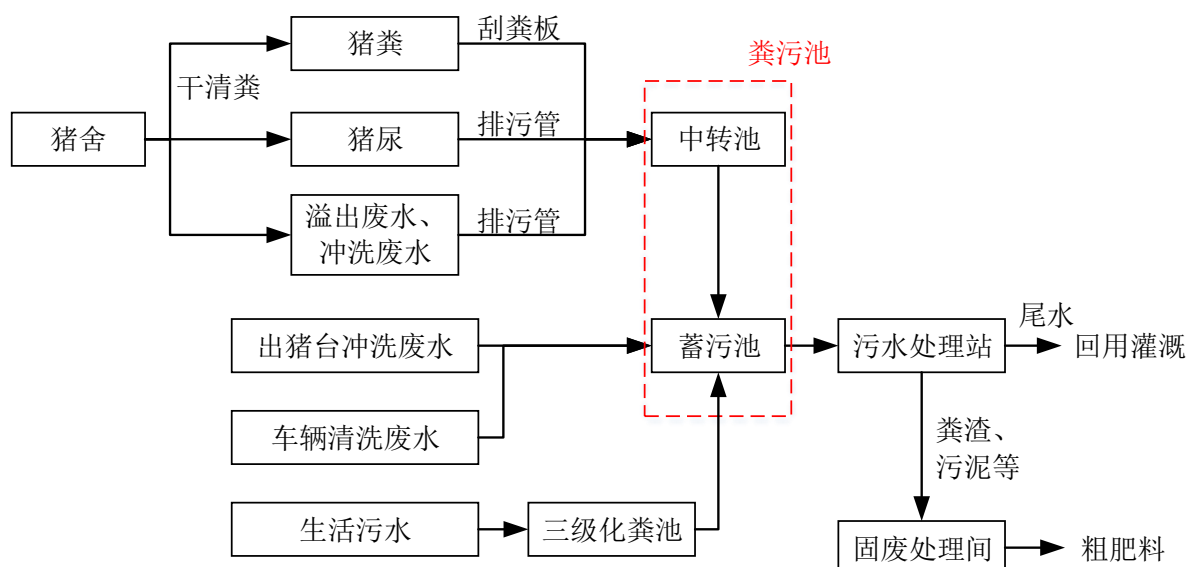 猪粪
刮粪板
粪污池
干清粪
猪舍
猪尿
排污管
中转池
溢出废水、
冲洗废水
排污管
出猪台冲洗废水
蓄污池
污水处理站
尾水
回用灌溉
车辆清洗废水
粪渣、
污泥等
生活污水
三级化粪池
固废处理间
粗肥料